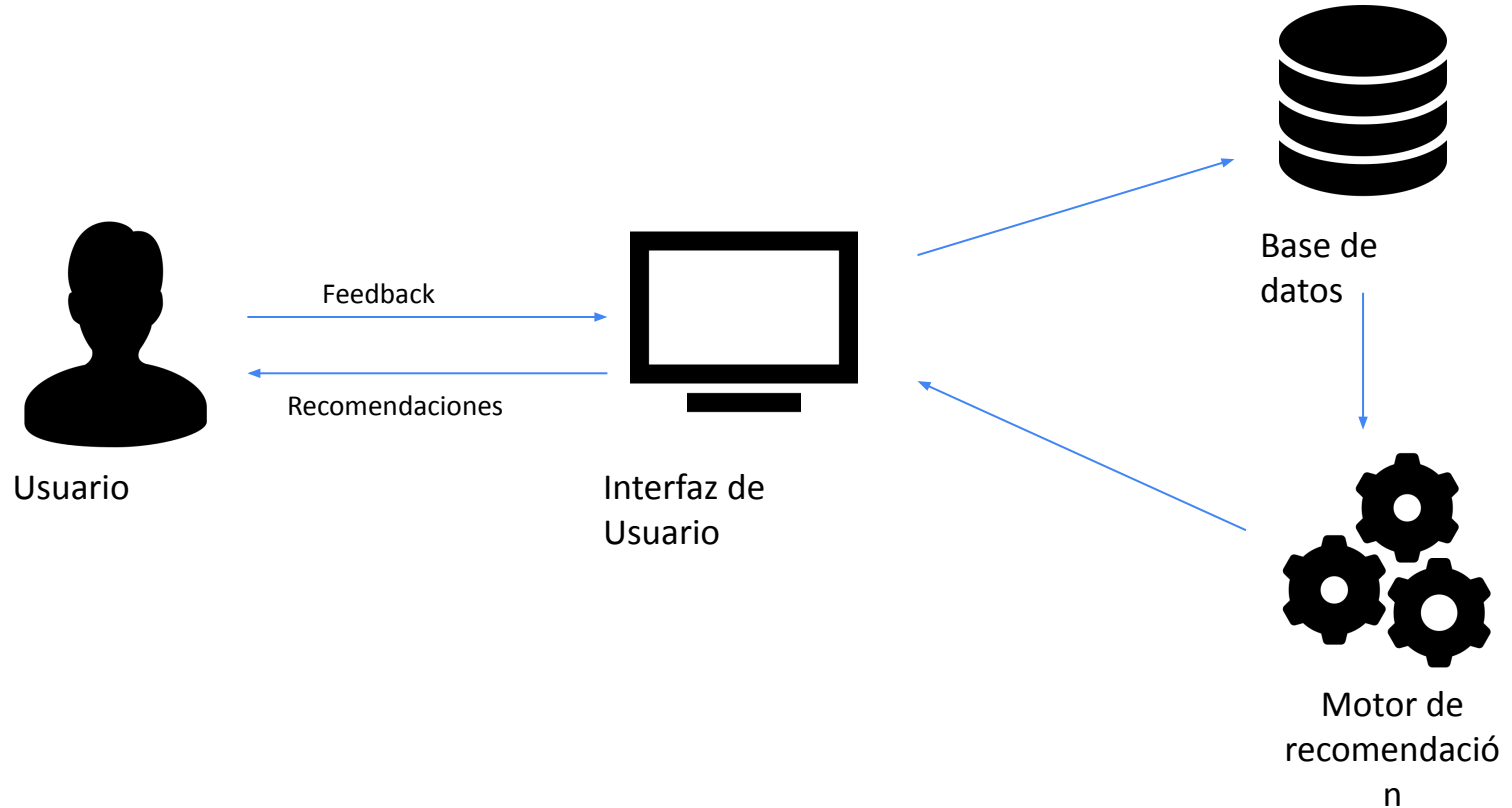 Feedback
Recomendaciones
Usuario
Interfaz de
Usuario
Base de
datos
Motor de
recomendació
n